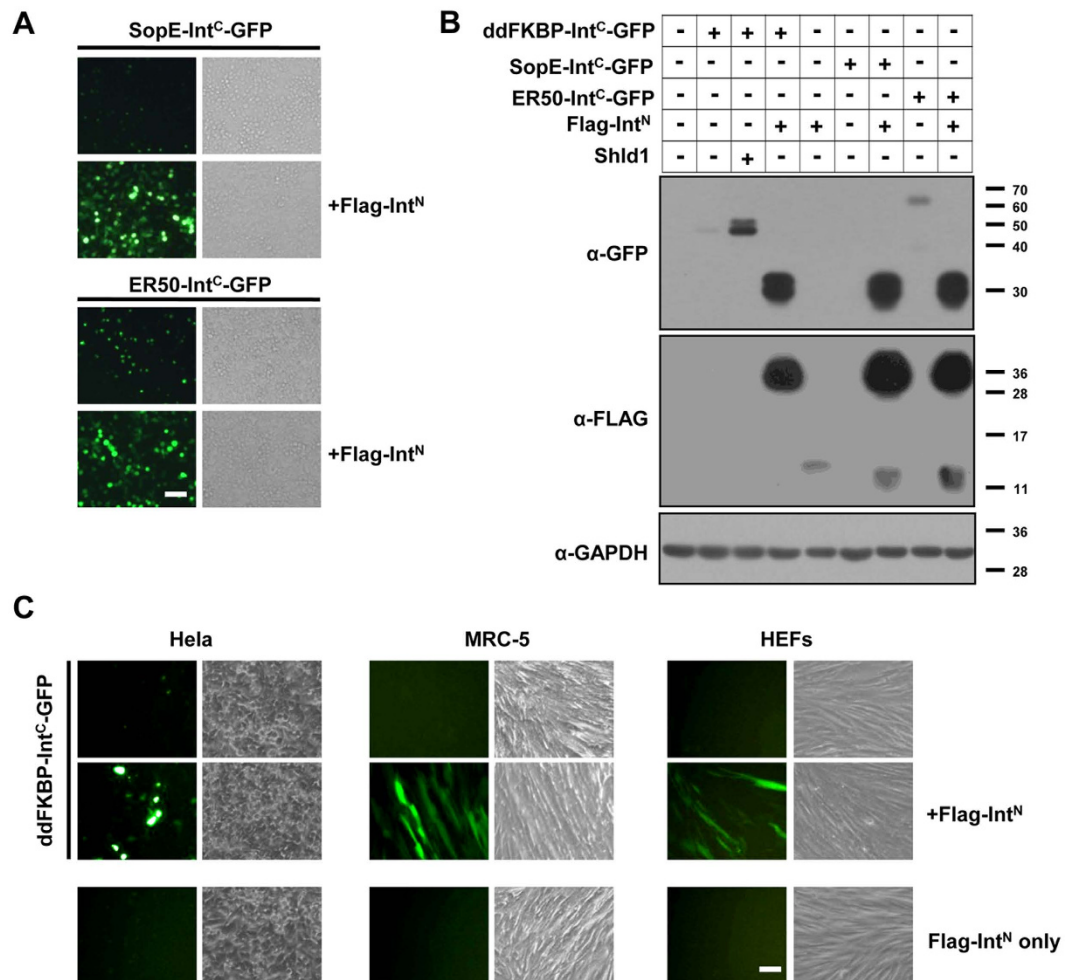 A
SopE-Int^C-GFP
+Flag-Int^N
ER50-Int^C-GFP
+Flag-Int^N
B
ddFKBP-Int^C-GFP - + + + - - - - -
SopE-Int^C-GFP - - - - - + + - -
ER50-Int^C-GFP - - - - - - - + +
Flag-Int^N - - - + + - + - +
Shld1 - - + - - - - - -
α-GFP
70
60
50
40
30
α-FLAG
36
28
17
11
α-GAPDH
36
28
C
Hela MRC-5 HEFs
ddFKBP-Int^C-GFP
+Flag-Int^N
Flag-Int^N only